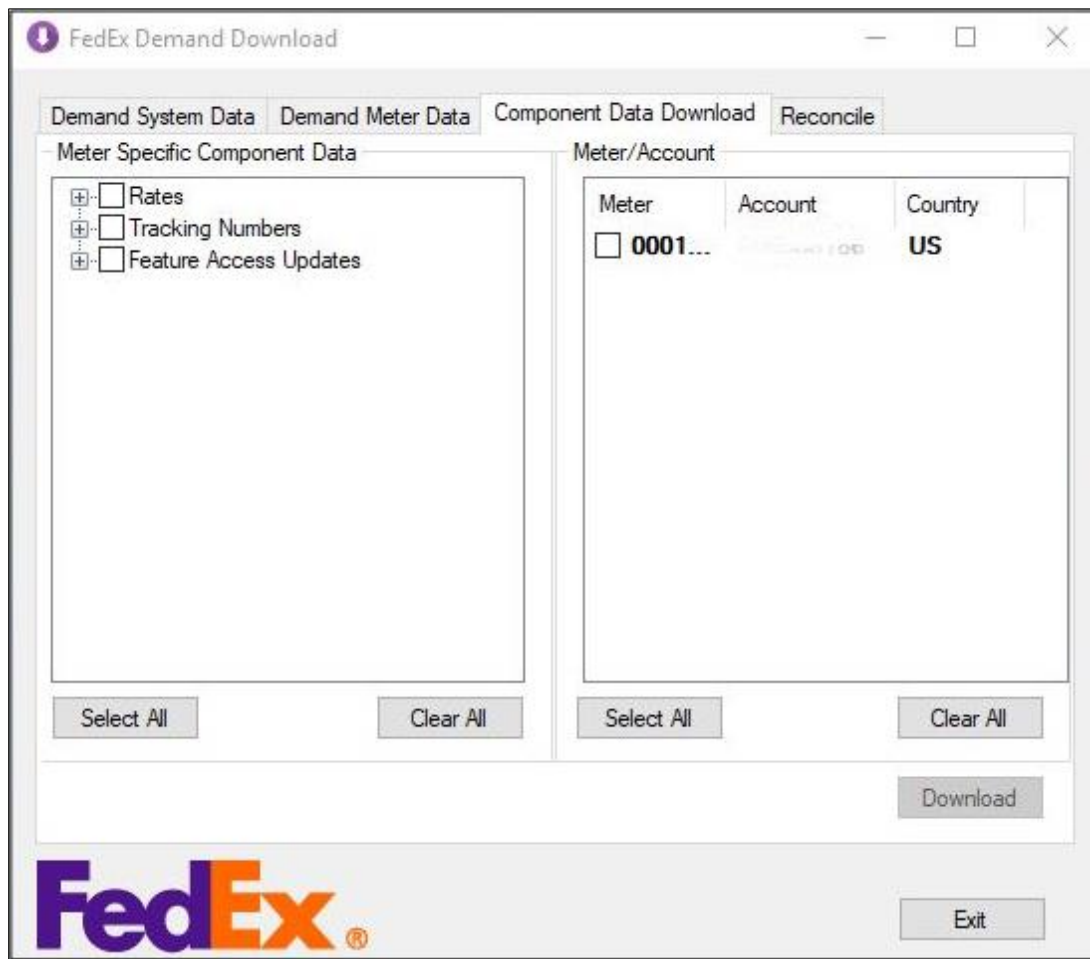 FedEx Demand Download
Demand System Data Demand Meter Data Component Data Download Reconcile
Meter Specific Component Data
Rates
Tracking Numbers
Feature Access Updates
Select All Clear All
Meter/Account
Meter Account Country
0001... US
Select All Clear All
Download
FedEx®
Exit